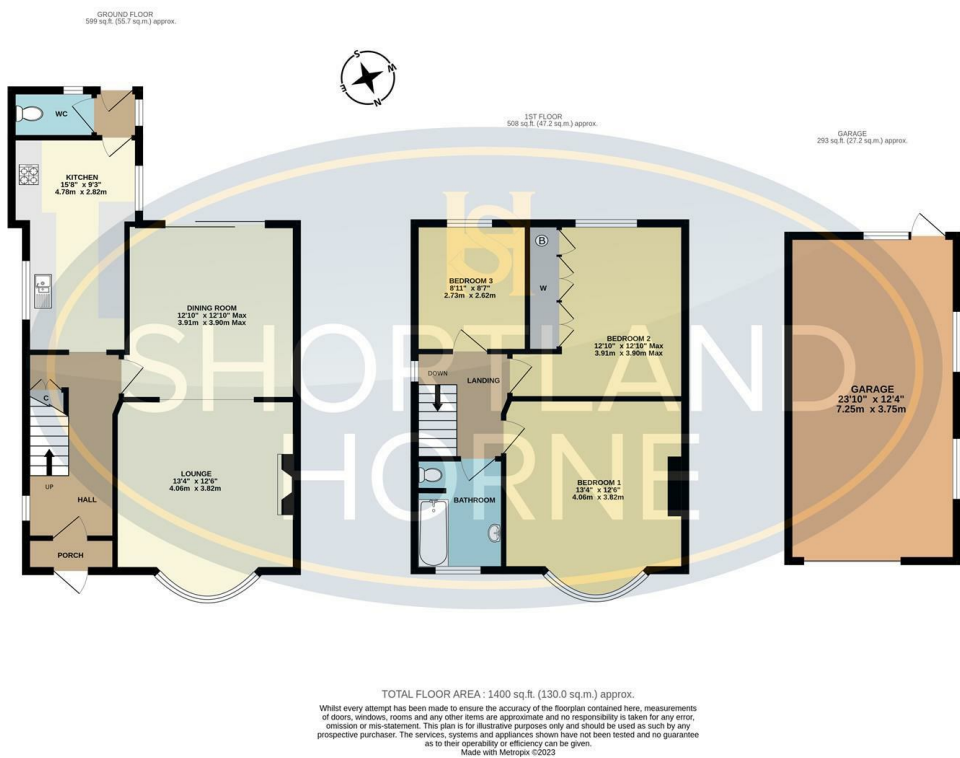 GROUND FLOOR
599 sq.ft. (55.7 sq.m.) approx.
S
W
E
N
1ST FLOOR
508 sq.ft. (47.2 sq.m.) approx.
GARAGE
293 sq.ft. (27.2 sq.m.) approx.
WC
KITCHEN
15'8" x 9'3"
4.78m x 2.82m
DINING ROOM
12'10" x 12'10" Max
3.91m x 3.90m Max
C
UP
HALL
LOUNGE
13'4" x 12'6"
4.06m x 3.82m
PORCH
SH
B
W
BEDROOM 3
8'11" x 8'7"
2.73m x 2.62m
BEDROOM 2
12'10" x 12'10" Max
3.91m x 3.90m Max
DOWN
LANDING
BATHROOM
BEDROOM 1
13'4" x 12'6"
4.06m x 3.82m
GARAGE
23'10" x 12'4"
7.25m x 3.75m
SHORTLAND
HORNE
TOTAL FLOOR AREA : 1400 sq.ft. (130.0 sq.m.) approx.
Whilst every attempt has been made to ensure the accuracy of the floorplan contained here, measurements
of doors, windows, rooms and any other items are approximate and no responsibility is taken for any error,
omission or mis-statement. This plan is for illustrative purposes only and should be used as such by any
prospective purchaser. The services, systems and appliances shown have not been tested and no guarantee
as to their operability or efficiency can be given.
Made with Metropix ©2023